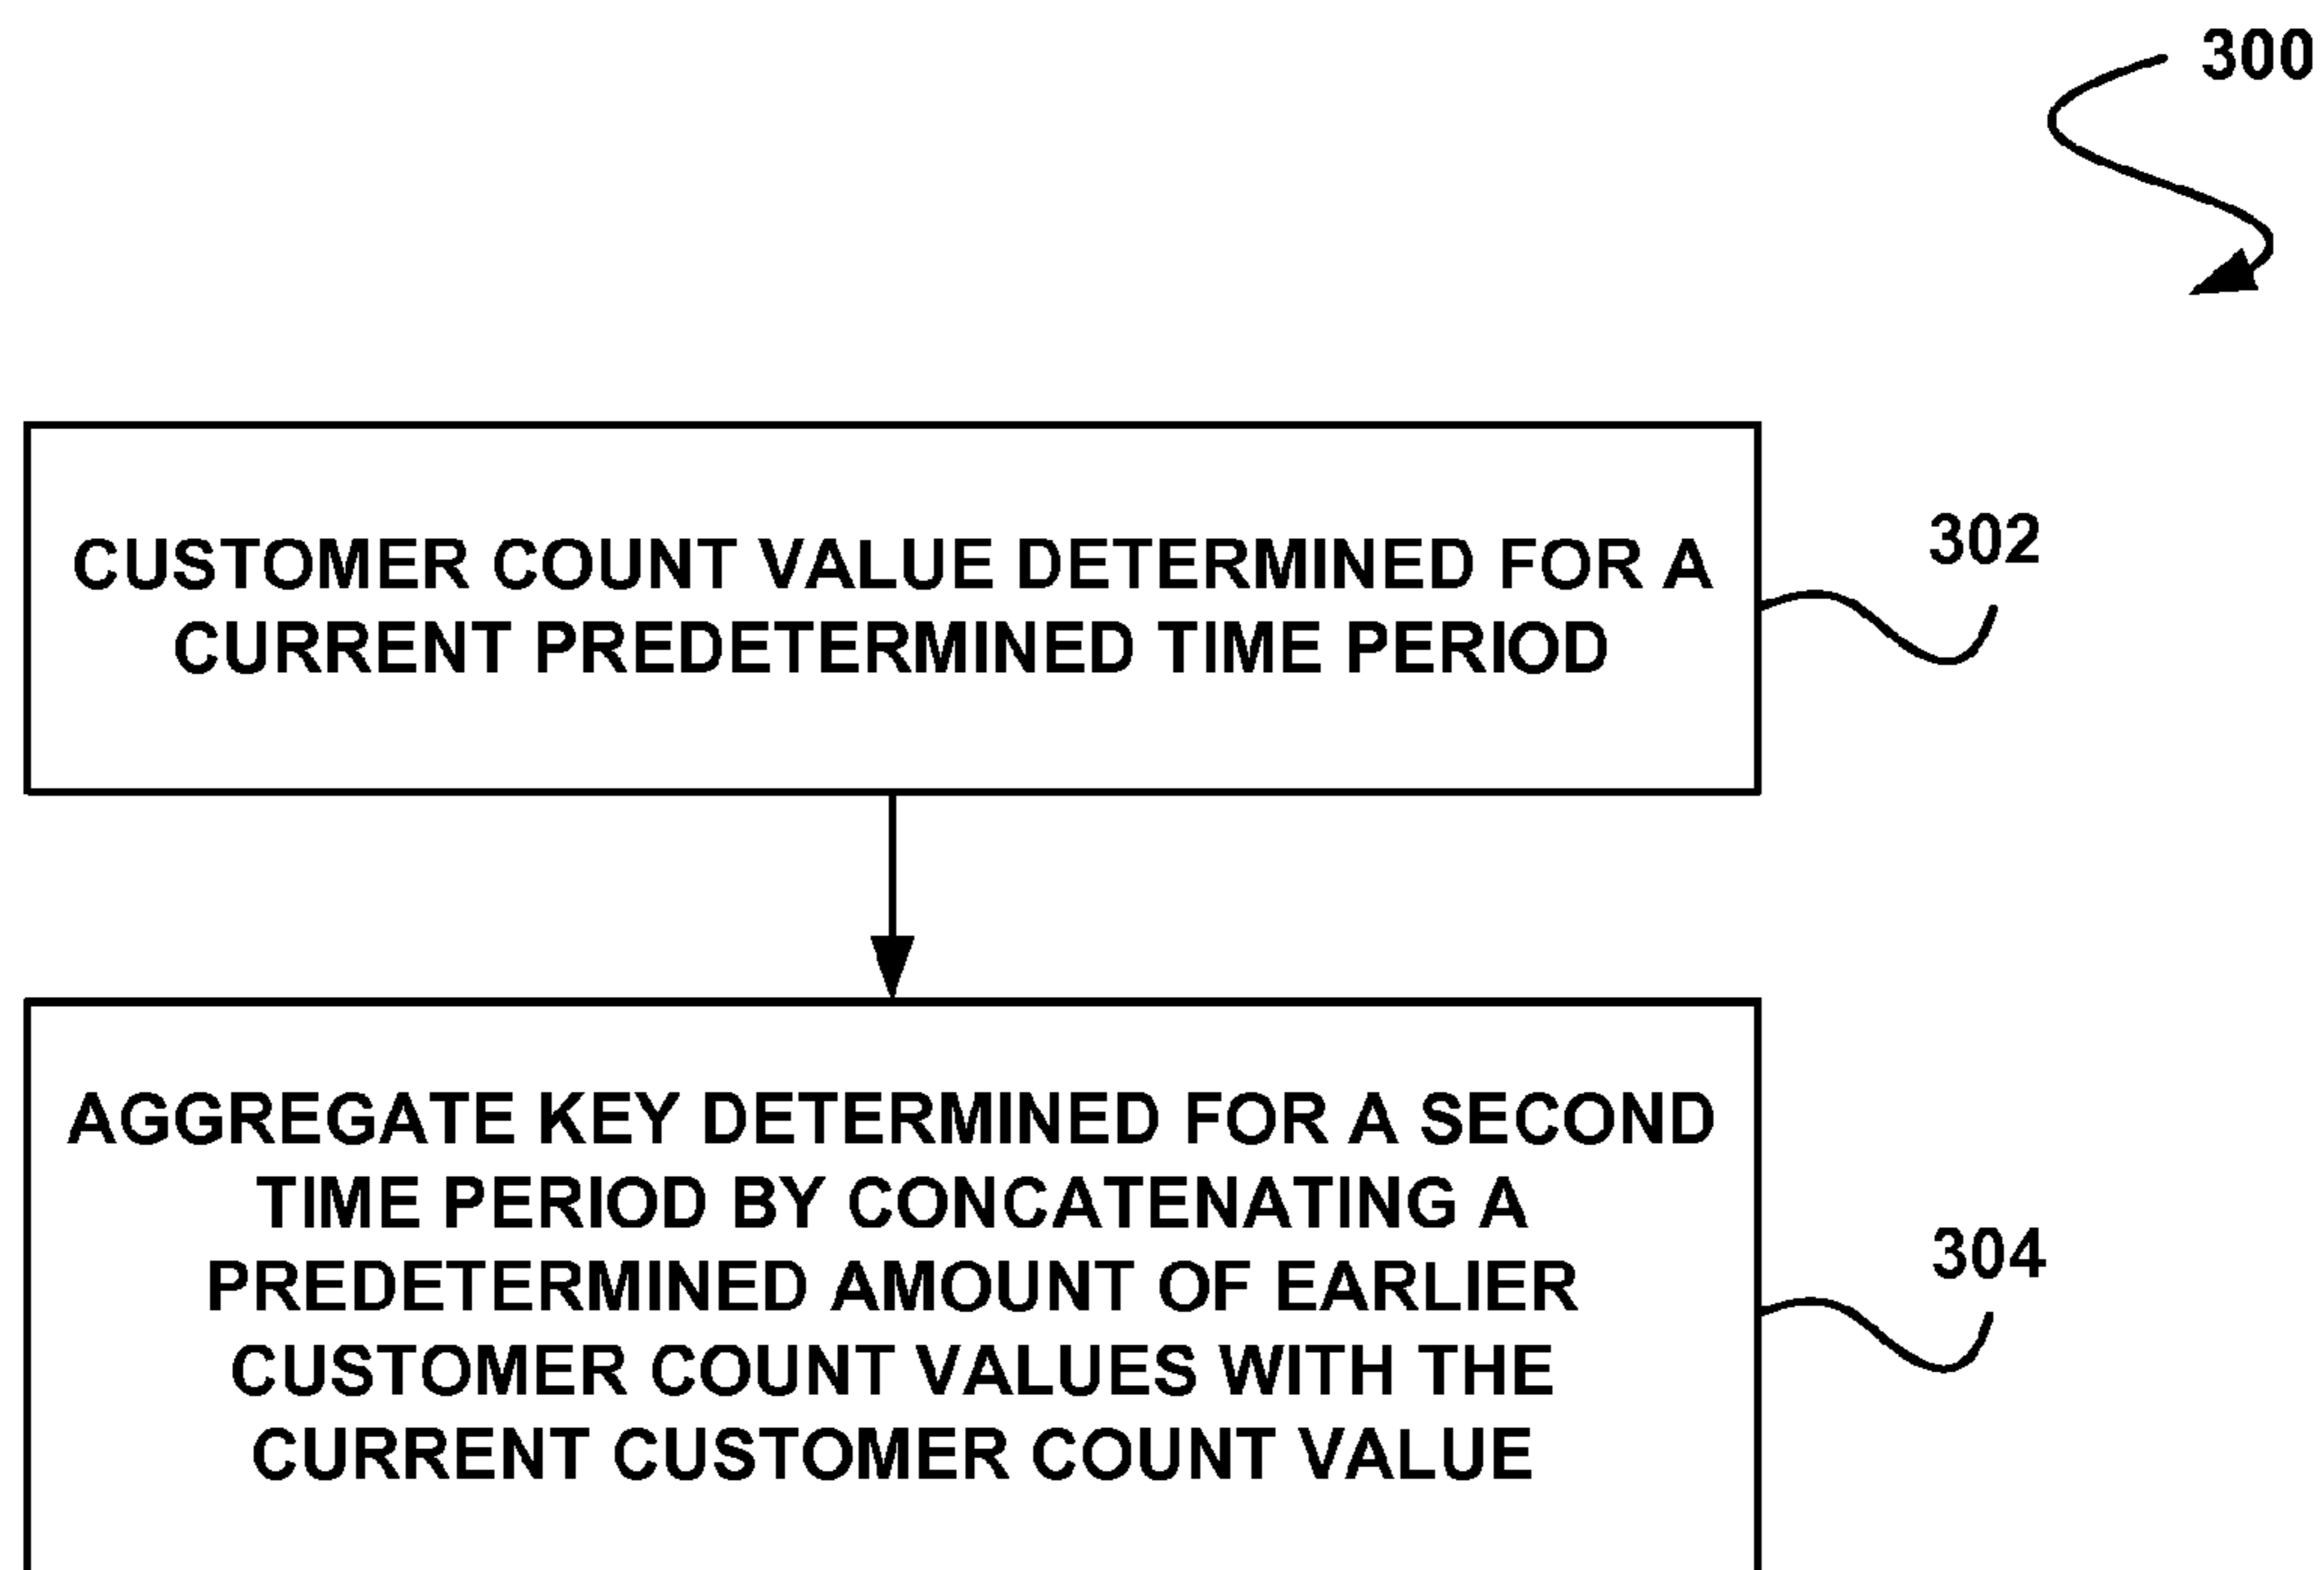 300
CUSTOMER COUNT VALUE DETERMINED FOR A
CURRENT PREDETERMINED TIME PERIOD
302
AGGREGATE KEY DETERMINED FOR A SECOND
TIME PERIOD BY CONCATENATING A
PREDETERMINED AMOUNT OF EARLIER
CUSTOMER COUNT VALUES WITH THE
CURRENT CUSTOMER COUNT VALUE
304